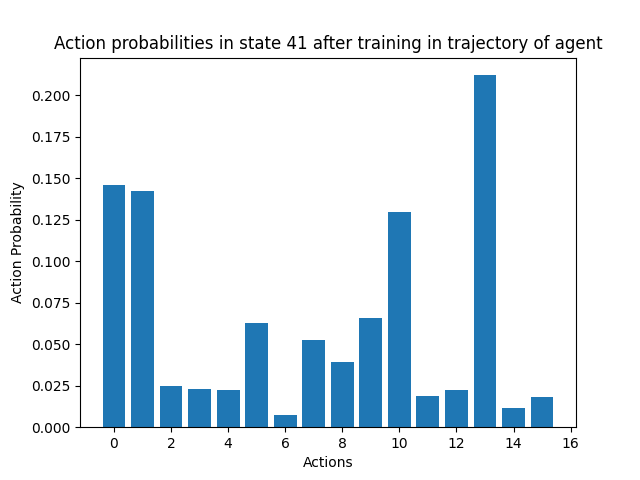 Action probabilities in state 41 after training in trajectory of agent
0.200
0.175
0.150
0.125
0.100
0.075
0.050
0.025
0.000
Action Probability
0 2 4 6 8 10 12 14 16
Actions